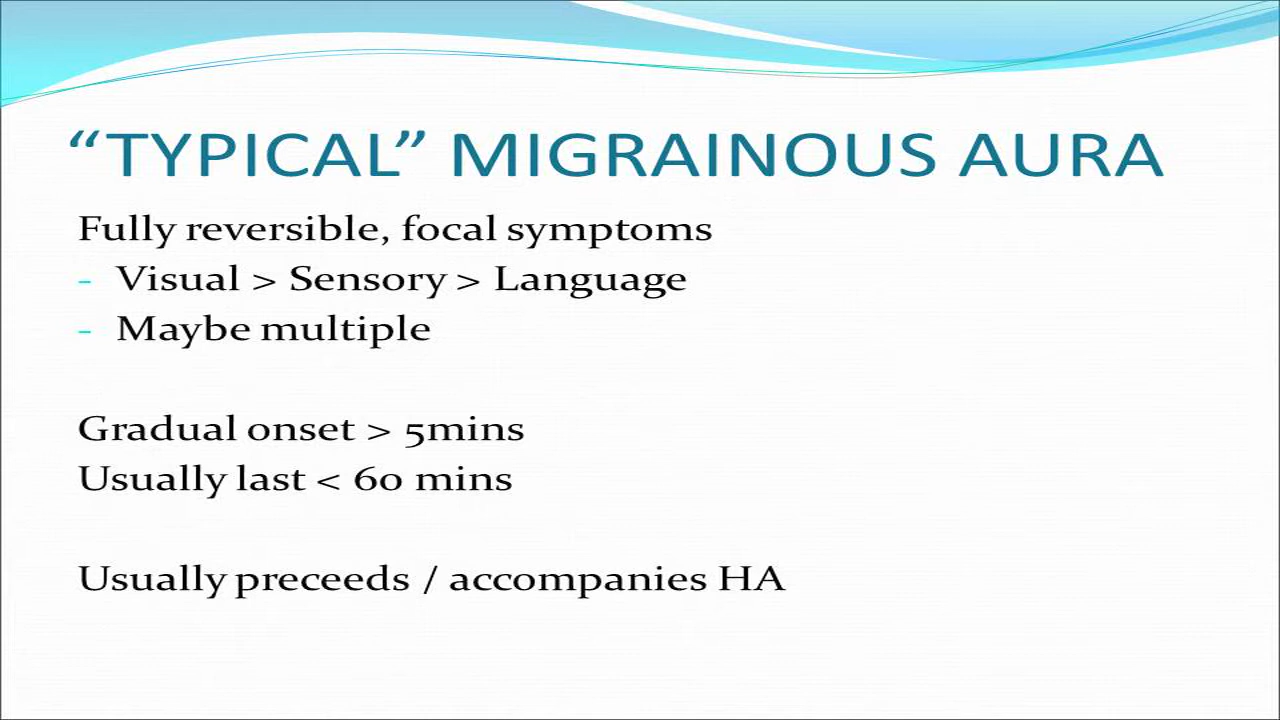 “TYPICAL” MIGRAINOUS AURA
Fully reversible, focal symptoms
- Visual > Sensory > Language
- Maybe multiple
Gradual onset > 5mins
Usually last < 60 mins
Usually preceeds / accompanies HA